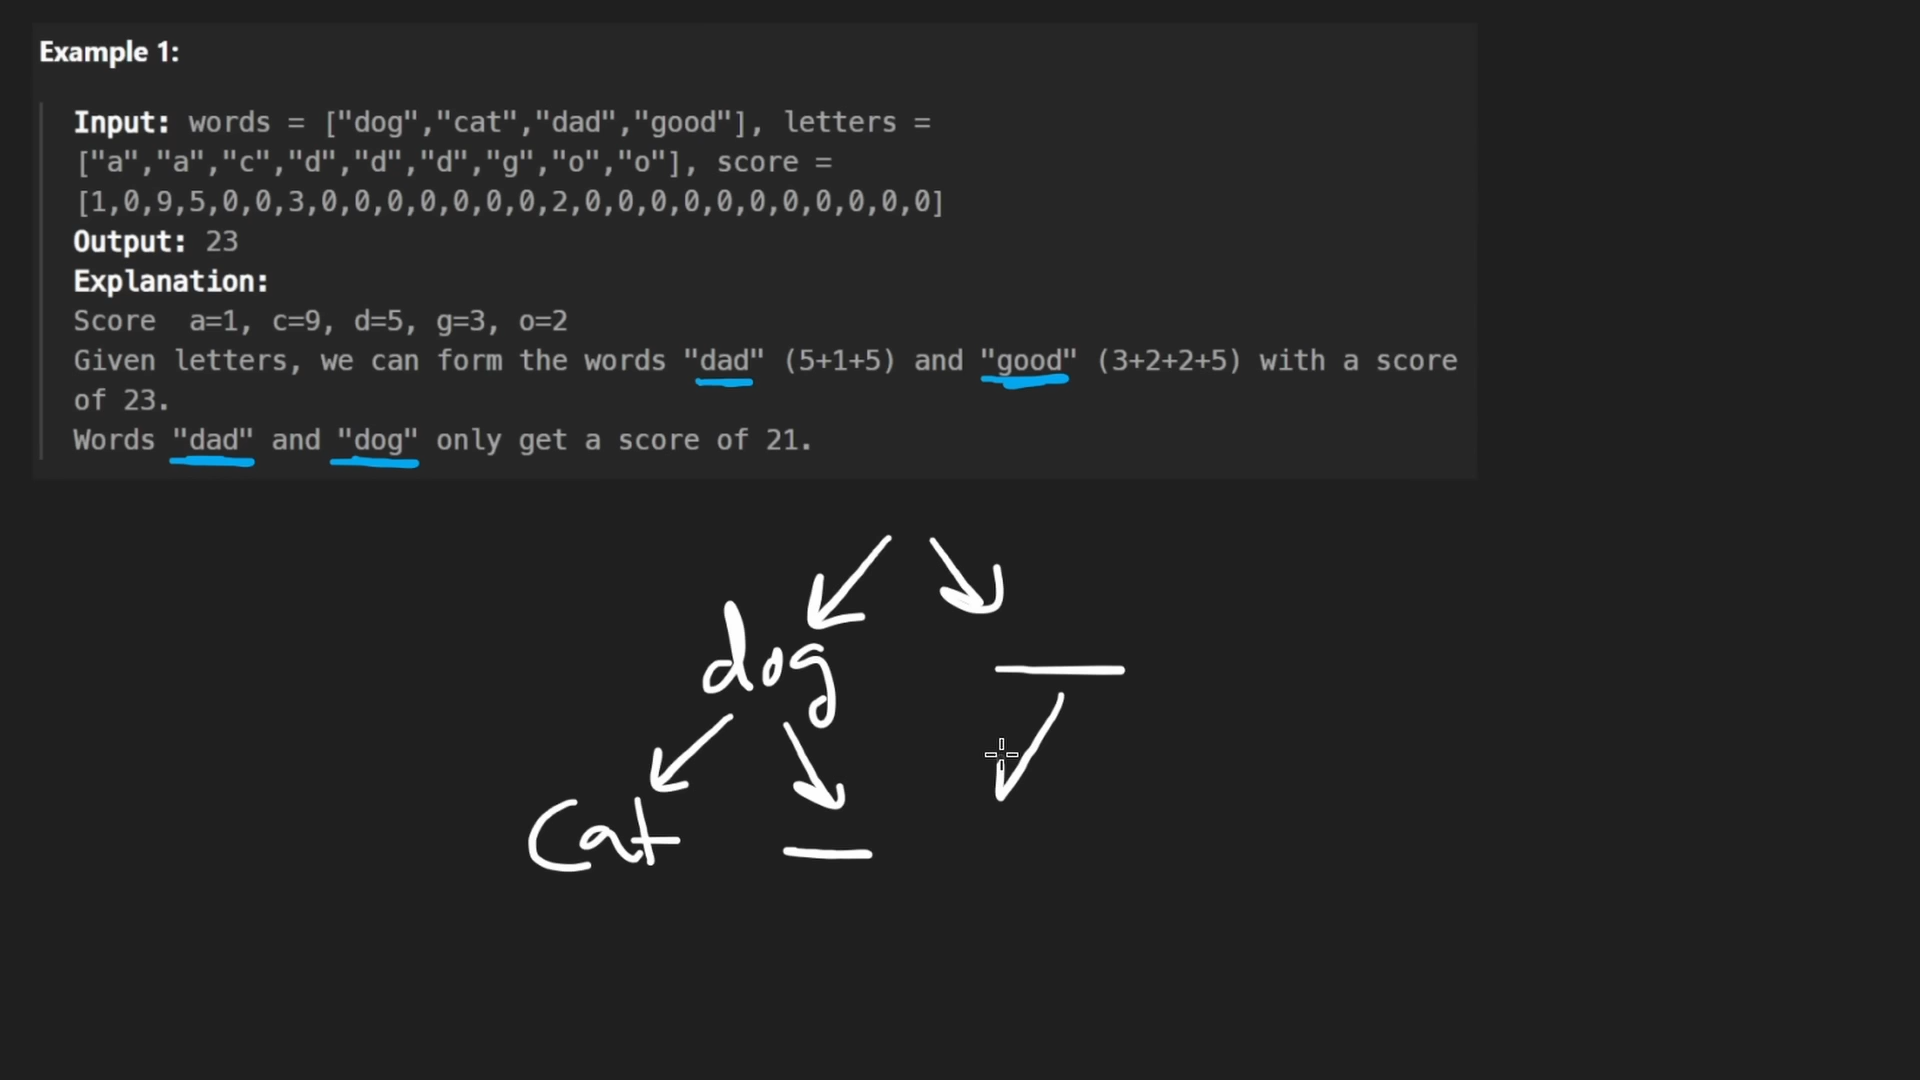 Example 1:
Input: words = ["dog","cat","dad","good"], letters =
["a","a","c","d","d","d","g","o","o"], score =
[1,0,9,5,0,0,3,0,0,0,0,0,0,0,2,0,0,0,0,0,0,0,0,0,0,0]
Output: 23
Explanation:
Score  a=1, c=9, d=5, g=3, o=2
Given letters, we can form the words "dad" (5+1+5) and "good" (3+2+2+5) with a score
of 23.
Words "dad" and "dog" only get a score of 21.
dog
Cat